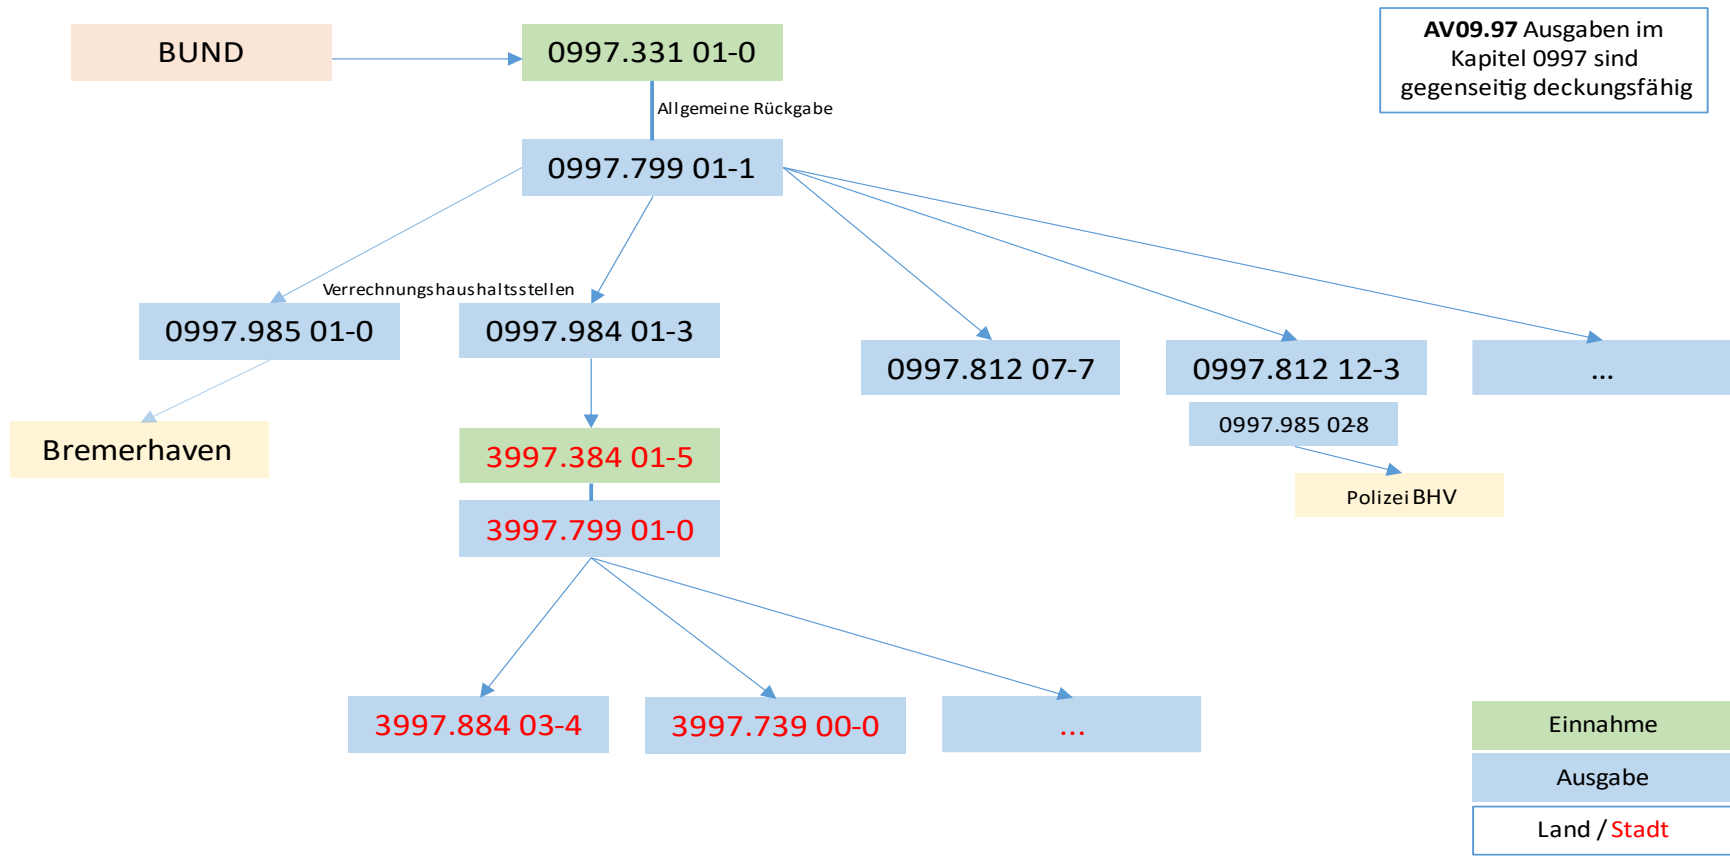 BUND
0997.331 01-0
AV09.97 Ausgaben im
Kapitel 0997 sind
gegenseitig deckungsfähig
Allgemeine Rückgabe
0997.799 01-1
Verrechnungshaushaltsstellen
0997.985 01-0
0997.984 01-3
0997.812 07-7
0997.812 12-3
...
0997.985 02-8
Bremerhaven
3997.384 01-5
Polizei BHV
3997.799 01-0
3997.884 03-4
3997.739 00-0
...
Einnahme
Ausgabe
Land / Stadt